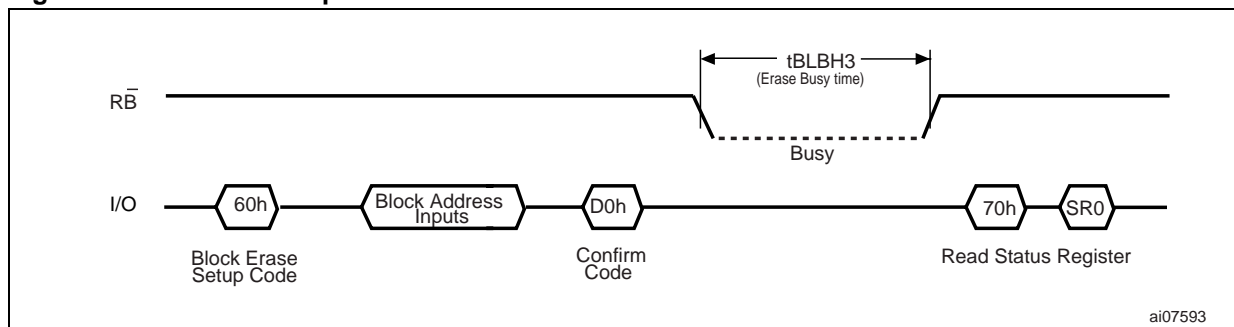 tBLBH3
(Erase Busy time)
RB̅
Busy
I/O
60h
Block Address
Inputs
D0h
70h
SR0
Block Erase
Setup Code
Confirm
Code
Read Status Register
ai07593